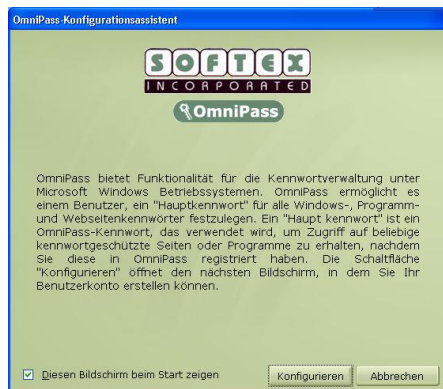 OmniPass-Konfigurationsassistent
SOFTEX
INCORPORATED
OmniPass
OmniPass bietet Funktionalität für die Kennwortverwaltung unter
Microsoft Windows Betriebssystemen. OmniPass ermöglicht es
einem Benutzer, ein "Hauptkennwort" für alle Windows-, Programm-
und Webseitenkennwörter festzulegen. Ein "Haupt kennwort" ist ein
OmniPass-Kennwort, das verwendet wird, um Zugriff auf beliebige
kennwortgeschützte Seiten oder Programme zu erhalten, nachdem
Sie diese in OmniPass registriert haben. Die Schaltfläche
"Konfigurieren" öffnet den nächsten Bildschirm, in dem Sie Ihr
Benutzerkonto erstellen können.
Diesen Bildschirm beim Start zeigen
Konfigurieren
Abbrechen